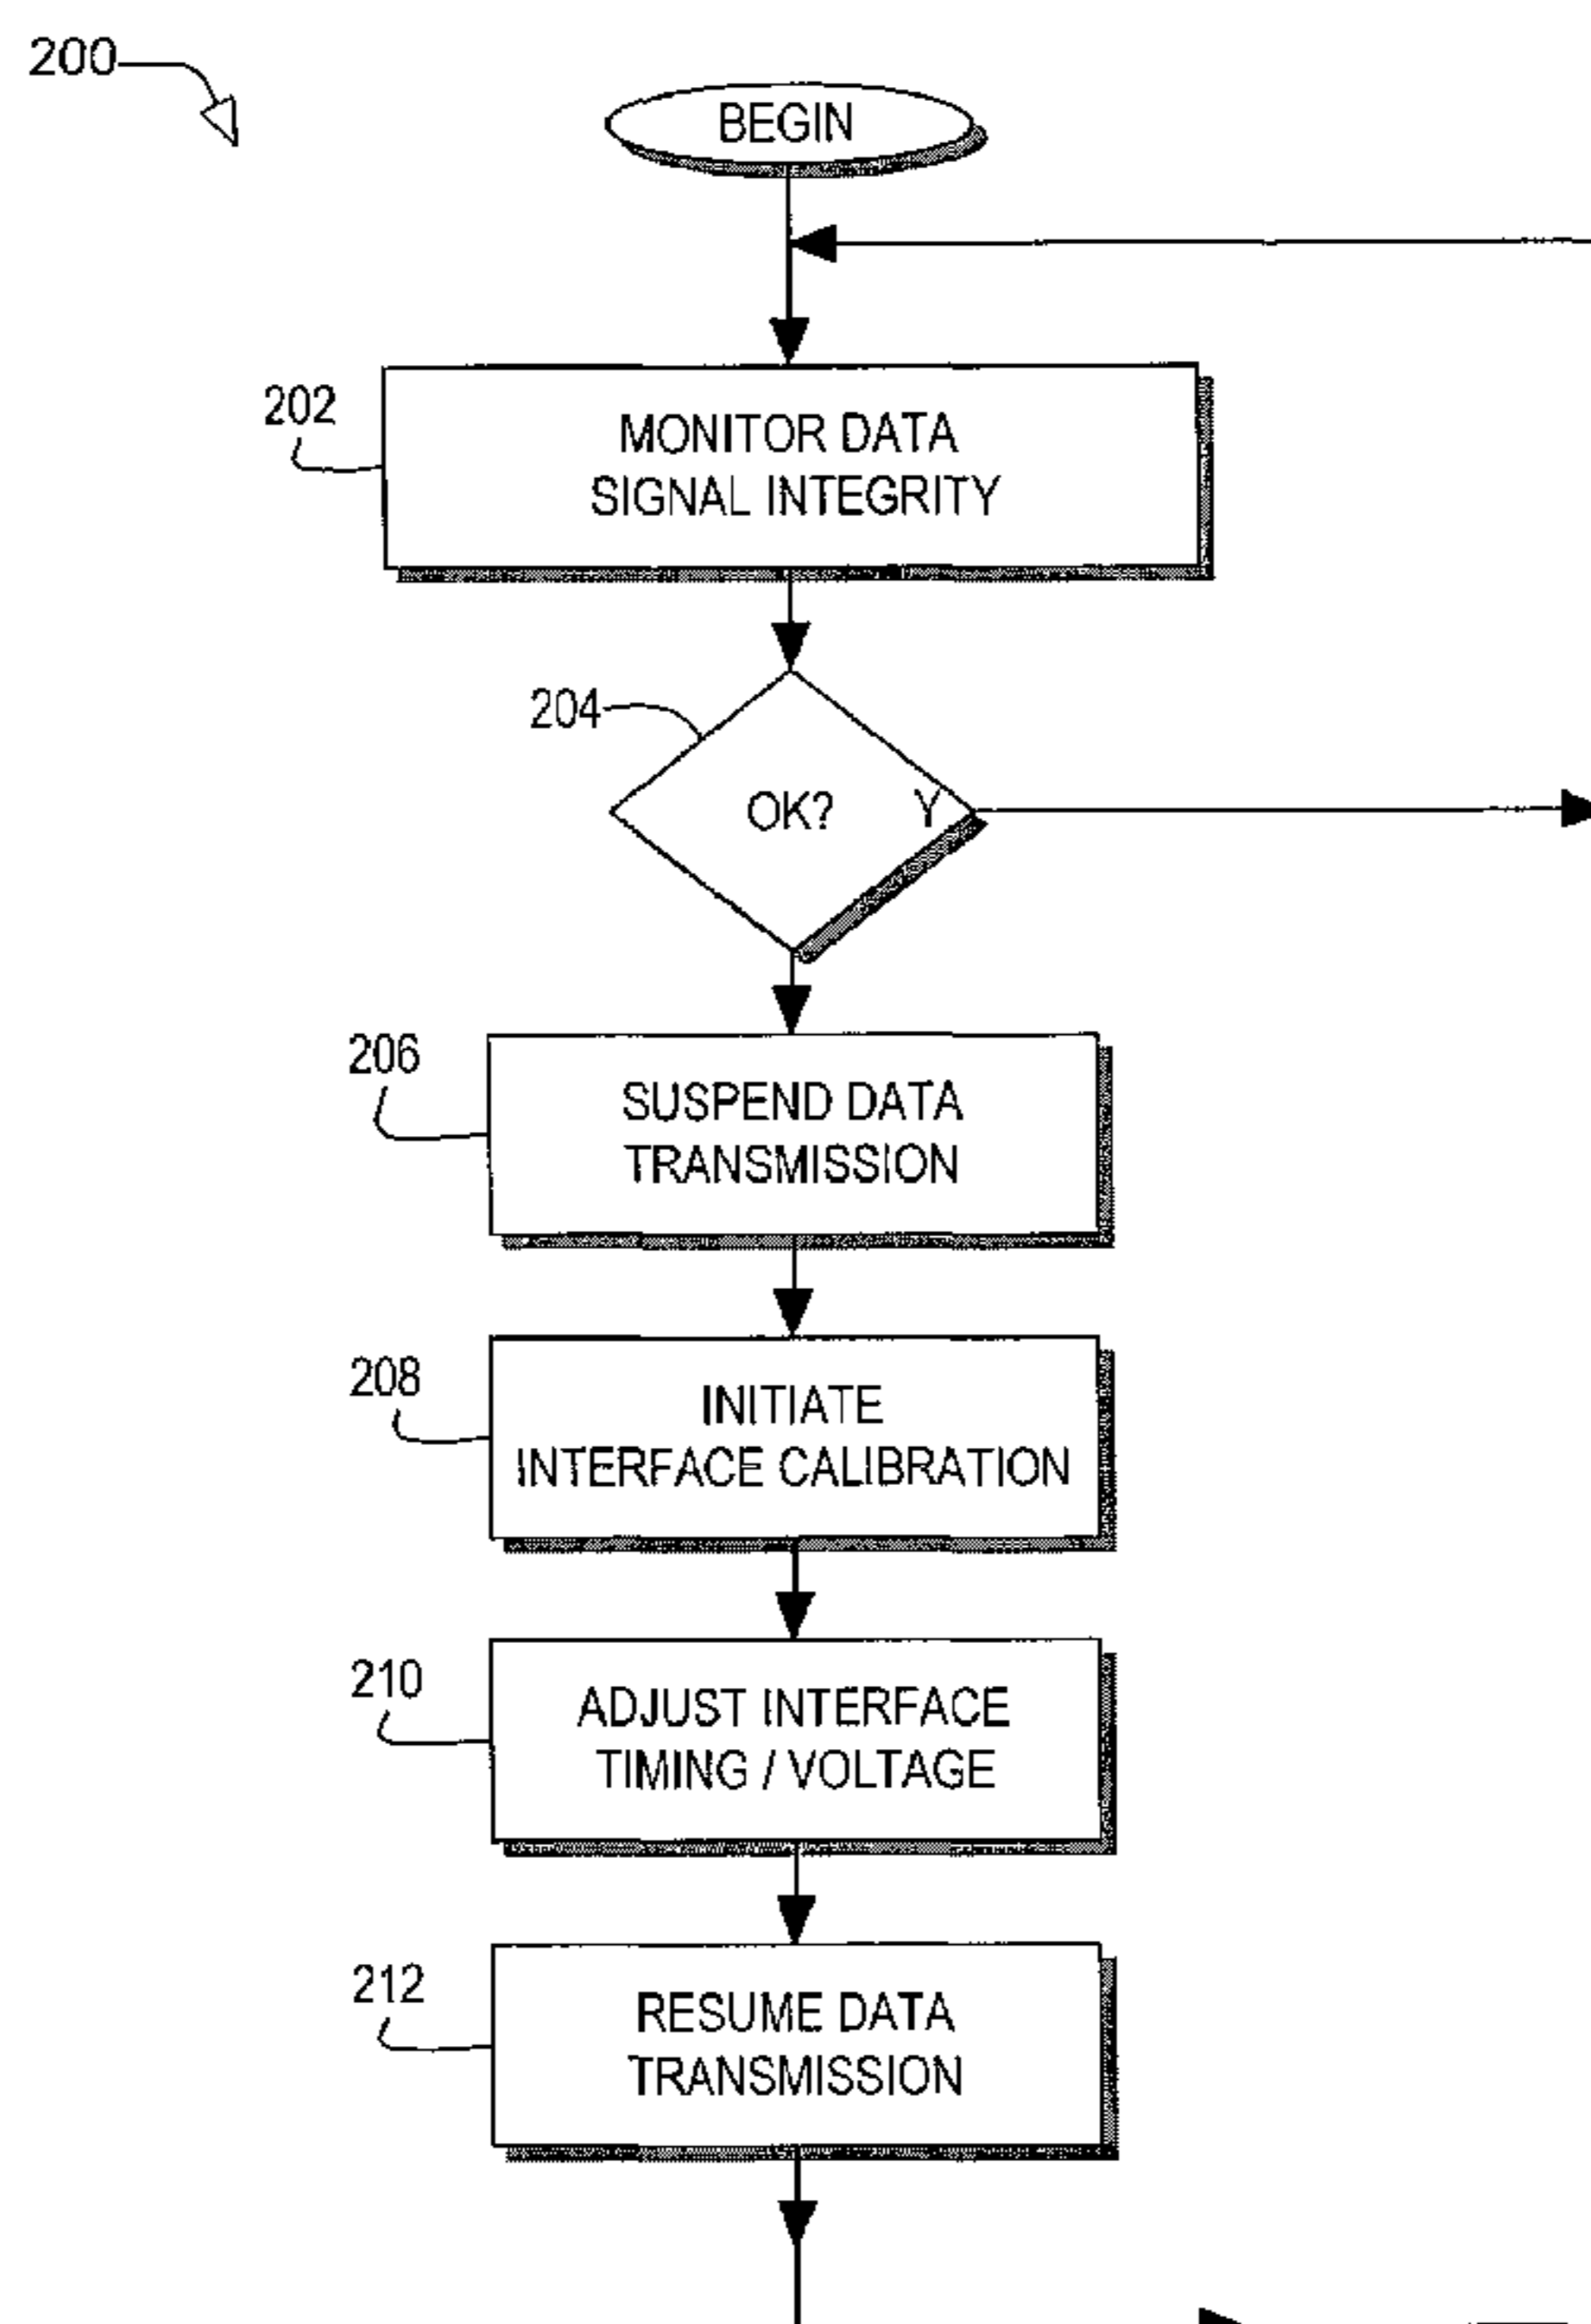 200
BEGIN
202
MONITOR DATA
SIGNAL INTEGRITY
204
OK? Y
206
SUSPEND DATA
TRANSMISSION
208
INITIATE
INTERFACE CALIBRATION
210
ADJUST INTERFACE
TIMING / VOLTAGE
212
RESUME DATA
TRANSMISSION